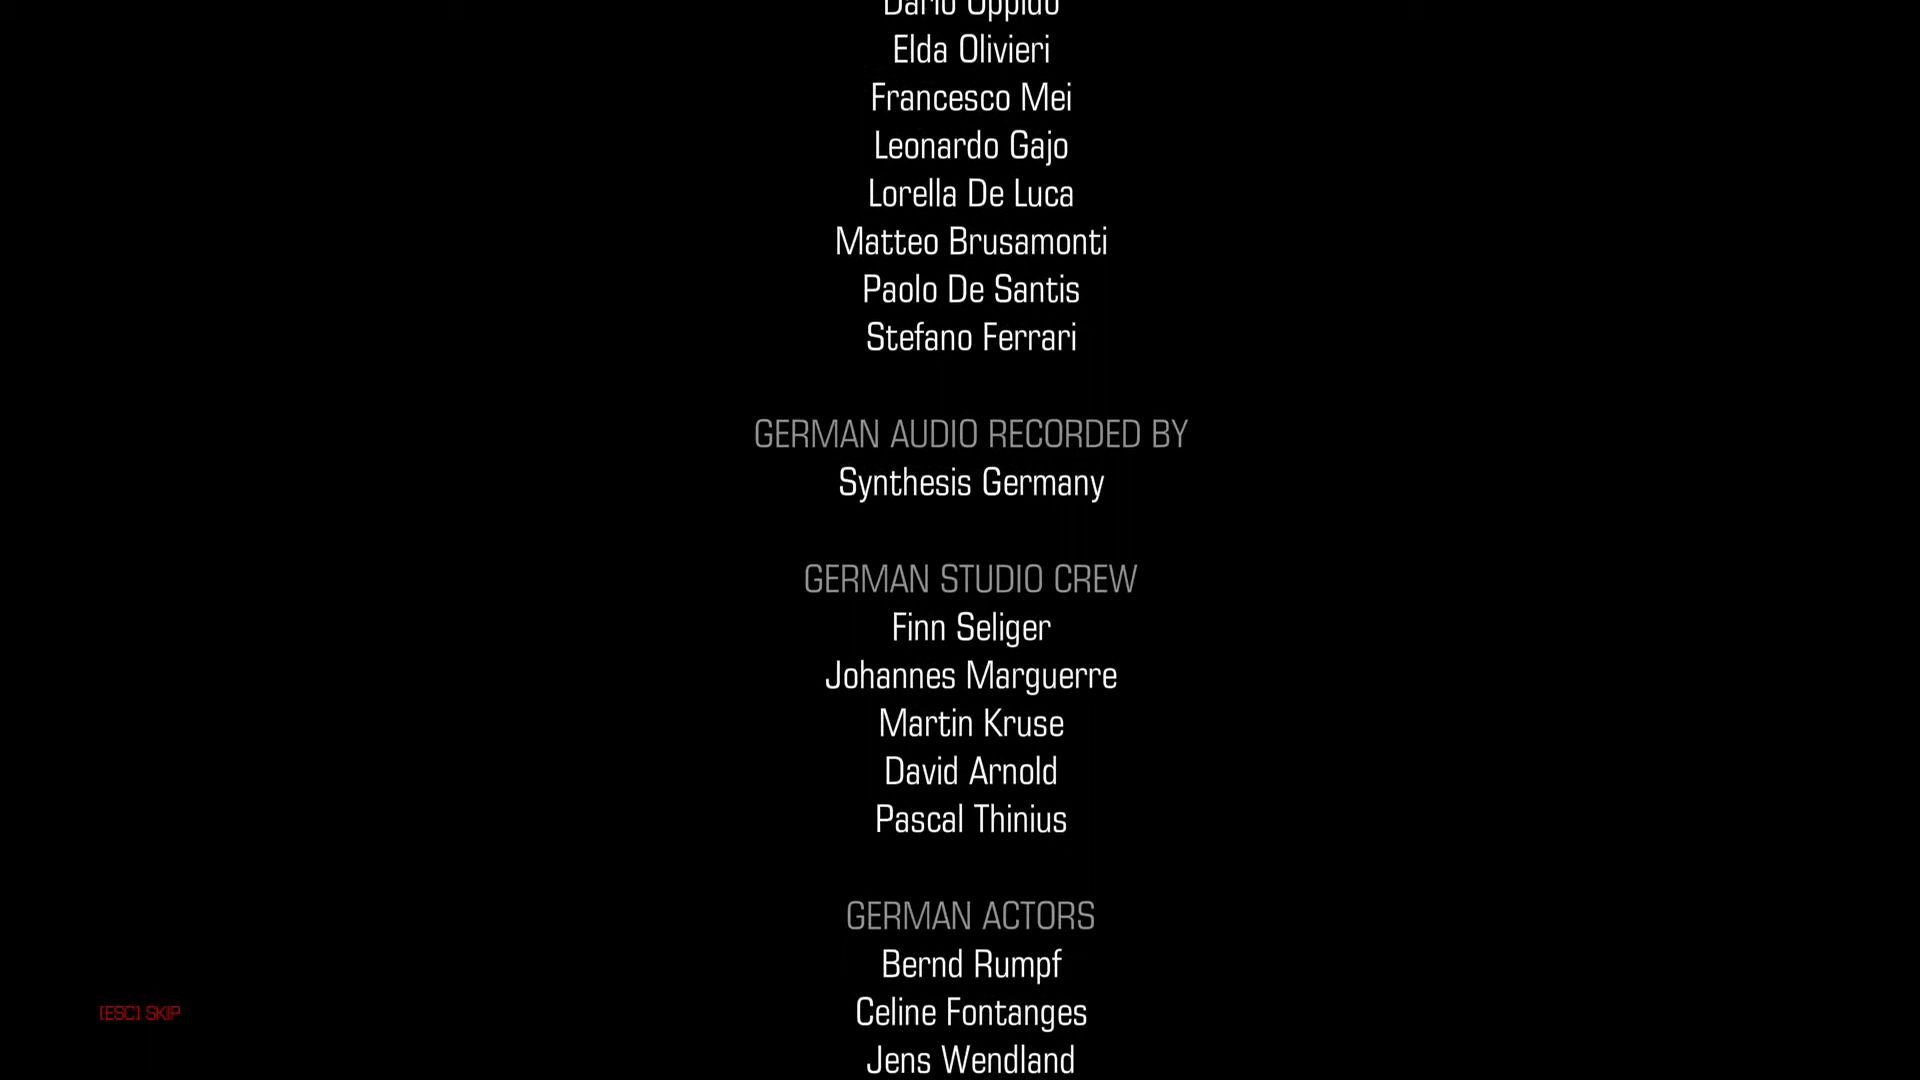 Dario Oppido
Elda Olivieri
Francesco Mei
Leonardo Gajo
Lorella De Luca
Matteo Brusamonti
Paolo De Santis
Stefano Ferrari
GERMAN AUDIO RECORDED BY
Synthesis Germany
GERMAN STUDIO CREW
Finn Seliger
Johannes Marguerre
Martin Kruse
David Arnold
Pascal Thinius
GERMAN ACTORS
Bernd Rumpf
Celine Fontanges
Jens Wendland
[ESC] SKIP